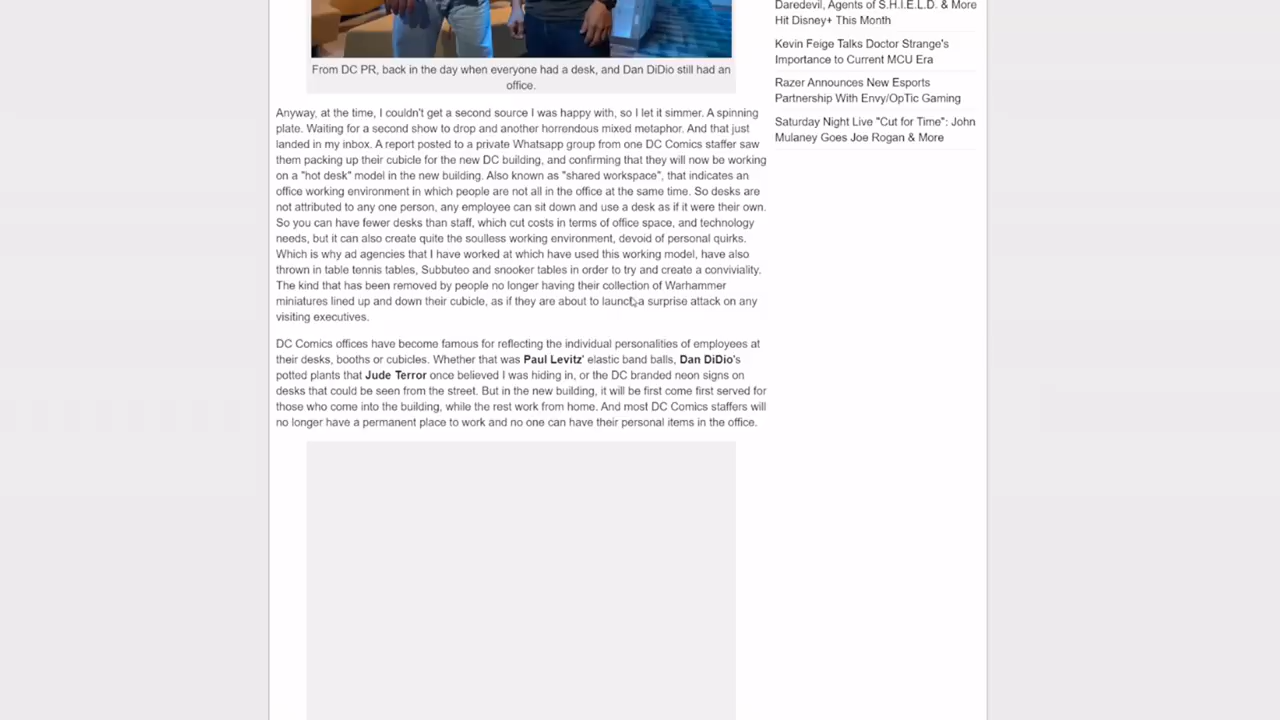 From DC PR, back in the day when everyone had a desk, and Dan DiDio still had an
office.
Anyway, at the time, I couldn't get a second source I was happy with, so I let it simmer. A spinning
plate. Waiting for a second show to drop and another horrendous mixed metaphor. And that just
landed in my inbox. A report posted to a private Whatsapp group from one DC Comics staffer saw
them packing up their cubicle for the new DC building, and confirming that they will now be working
on a "hot desk" model in the new building. Also known as "shared workspace", that indicates an
office working environment in which people are not all in the office at the same time. So desks are
not attributed to any one person, any employee can sit down and use a desk as if it were their own.
So you can have fewer desks than staff, which cut costs in terms of office space, and technology
needs, but it can also create quite the soulless working environment, devoid of personal quirks.
Which is why ad agencies that I have worked at which have used this working model, have also
thrown in table tennis tables, Subbuteo and snooker tables in order to try and create a conviviality.
The kind that has been removed by people no longer having their collection of Warhammer
miniatures lined up and down their cubicle, as if they are about to launch a surprise attack on any
visiting executives.
DC Comics offices have become famous for reflecting the individual personalities of employees at
their desks, booths or cubicles. Whether that was Paul Levitz' elastic band balls, Dan DiDio's
potted plants that Jude Terror once believed I was hiding in, or the DC branded neon signs on
desks that could be seen from the street. But in the new building, it will be first come first served for
those who come into the building, while the rest work from home. And most DC Comics staffers will
no longer have a permanent place to work and no one can have their personal items in the office.
Daredevil, Agents of S.H.I.E.L.D. & More
Hit Disney+ This Month
Kevin Feige Talks Doctor Strange's
Importance to Current MCU Era
Razer Announces New Esports
Partnership With Envy/OpTic Gaming
Saturday Night Live "Cut for Time": John
Mulaney Goes Joe Rogan & More